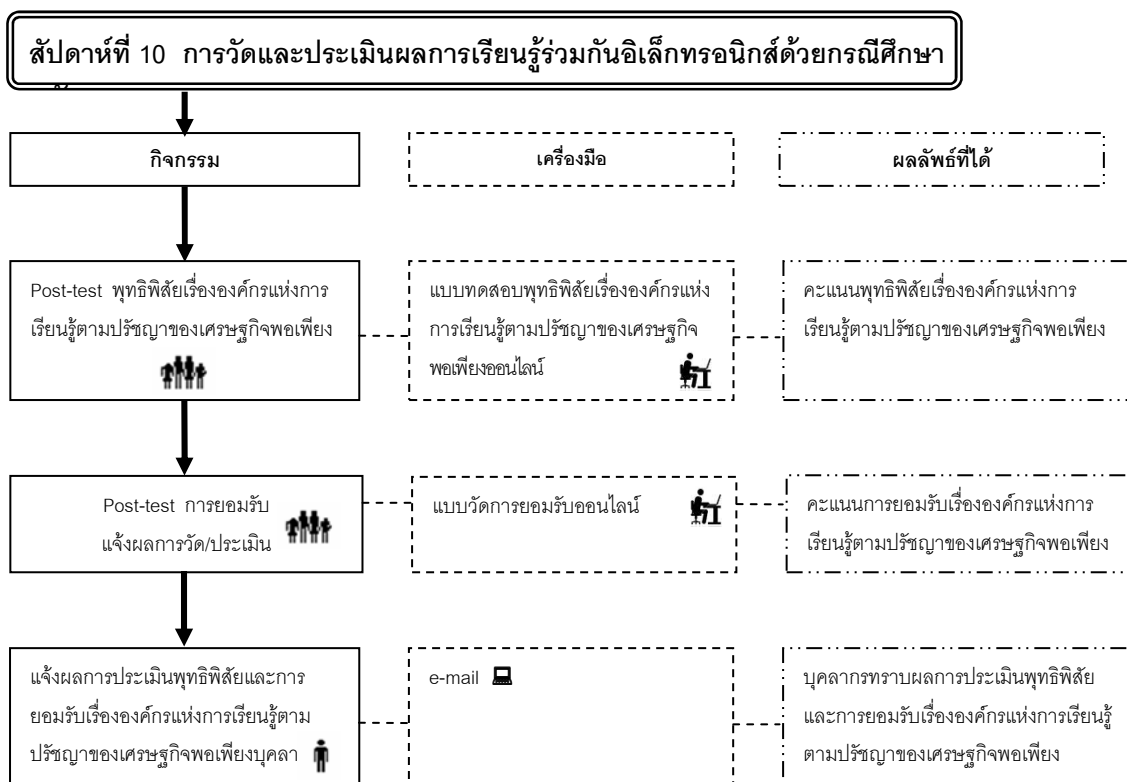 สัปดาห์ที่ 10 การวัดและประเมินผลการเรียนรู้ร่วมกันอิเล็กทรอนิกส์ด้วยกรณีศึกษา
กิจกรรม
เครื่องมือ
ผลลัพธ์ที่ได้
Post-test พุทธิพิสัยเรื่ององค์กรแห่งการ
เรียนรู้ตามปรัชญาของเศรษฐกิจพอเพียง
แบบทดสอบพุทธิพิสัยเรื่ององค์กรแห่ง
การเรียนรู้ตามปรัชญาของเศรษฐกิจ
พอเพียงออนไลน์
คะแนนพุทธิพิสัยเรื่ององค์กรแห่งการ
เรียนรู้ตามปรัชญาของเศรษฐกิจพอเพียง
Post-test การยอมรับ
แจ้งผลการวัด/ประเมิน
แบบวัดการยอมรับออนไลน์
คะแนนการยอมรับเรื่ององค์กรแห่งการ
เรียนรู้ตามปรัชญาของเศรษฐกิจพอเพียง
แจ้งผลการประเมินพุทธิพิสัยและการ
ยอมรับเรื่ององค์กรแห่งการเรียนรู้ตาม
ปรัชญาของเศรษฐกิจพอเพียงบุคลา
e-mail
บุคลากรทราบผลการประเมินพุทธิพิสัย
และการยอมรับเรื่ององค์กรแห่งการเรียนรู้
ตามปรัชญาของเศรษฐกิจพอเพียง